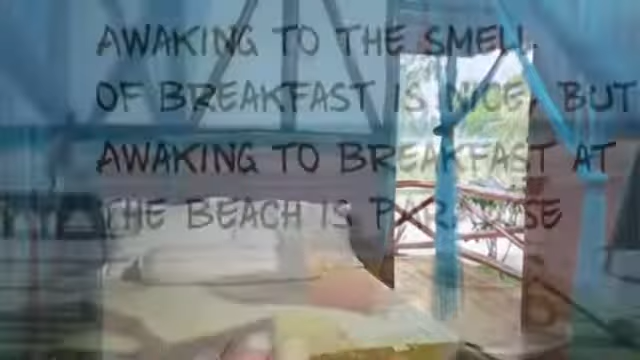 AWAKING TO THE SMELL
OF BREAKFAST IS NICE, BUT
AWAKING TO BREAKFAST AT
THE BEACH IS PARADISE